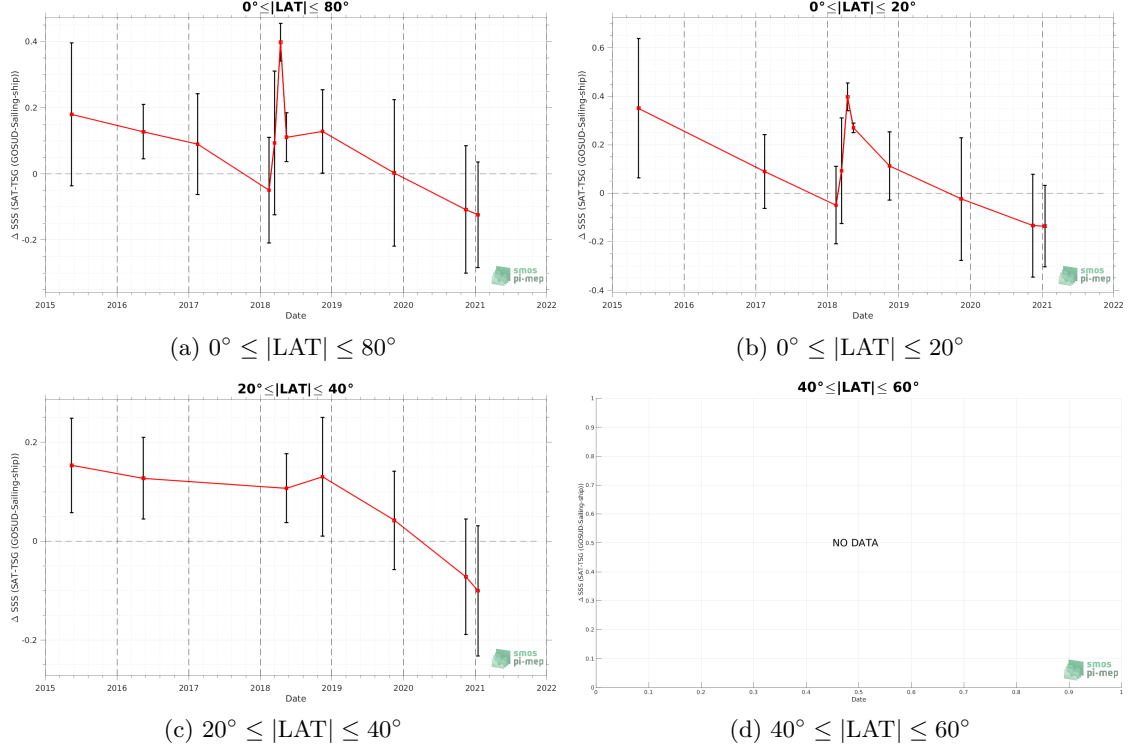 0°≤|LAT|≤ 80°
Δ SSS (SAT-TSG (GOSUD-Sailing-ship))
0.4
0.2
0
-0.2
2015 2016 2017 2018 2019 2020 2021 2022
Date
smos
pi-mep
(a) 0° ≤ |LAT| ≤ 80°
0°≤|LAT|≤ 20°
Δ SSS (SAT-TSG (GOSUD-Sailing-ship))
0.6
0.4
0.2
0
-0.2
-0.4
2015 2016 2017 2018 2019 2020 2021 2022
Date
smos
pi-mep
(b) 0° ≤ |LAT| ≤ 20°
20°≤|LAT|≤ 40°
Δ SSS (SAT-TSG (GOSUD-Sailing-ship))
0.2
0
-0.2
2015 2016 2017 2018 2019 2020 2021 2022
Date
smos
pi-mep
(c) 20° ≤ |LAT| ≤ 40°
40°≤|LAT|≤ 60°
Δ SSS (SAT-TSG (GOSUD-Sailing-ship))
1
0.9
0.8
0.7
0.6
0.5
0.4
0.3
0.2
0.1
0
NO DATA
0 0.1 0.2 0.3 0.4 0.5 0.6 0.7 0.8 0.9 1
Date
smos
pi-mep
(d) 40° ≤ |LAT| ≤ 60°